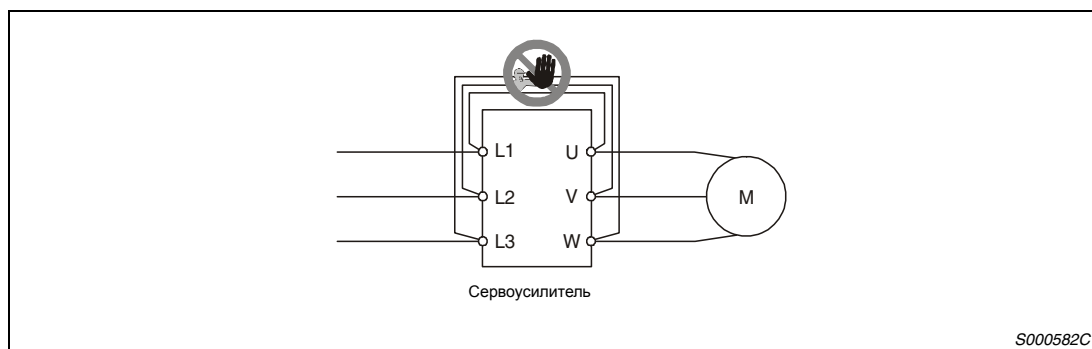 L1 U
L2 V M
L3 W
Сервоусилитель
S000582C